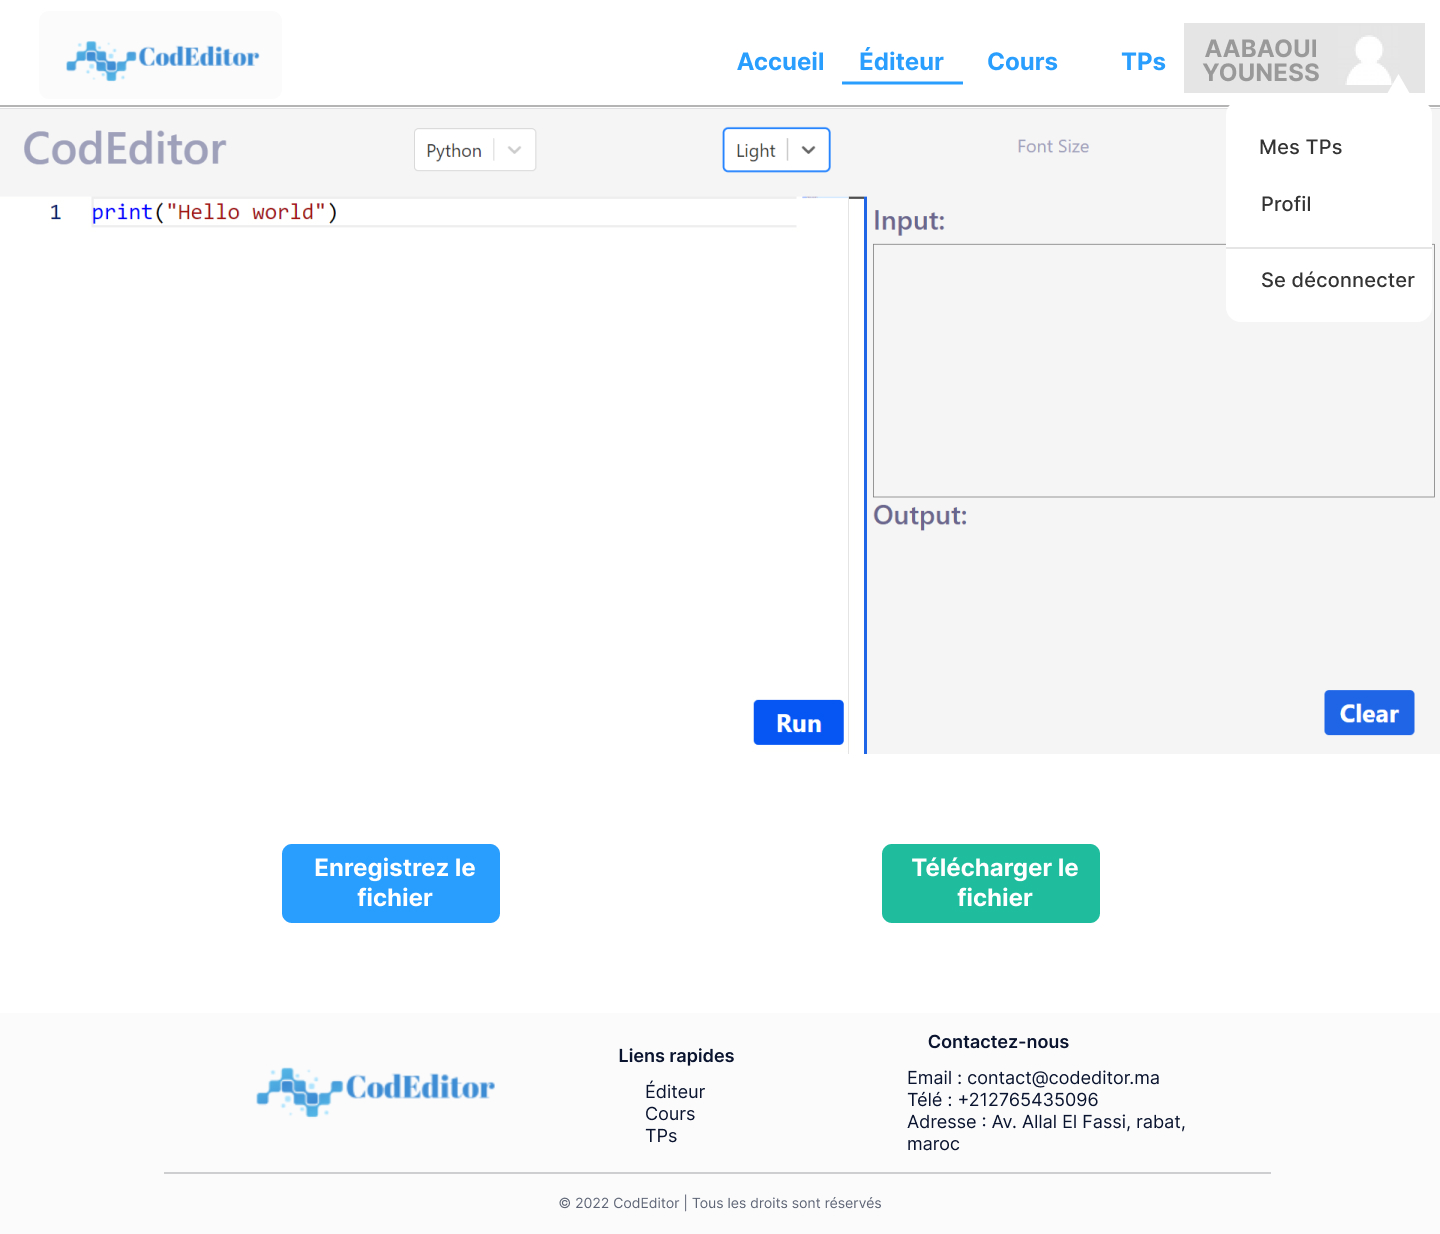 CodEditor
Accueil
Éditeur
Cours
TPs
AABAOUI
YOUNESS
CodEditor
Python
Light
Font Size
Mes TPs
Profil
Se déconnecter
1 print("Hello world")
Input:
Output:
Run
Clear
Enregistrez le
fichier
Télécharger le
fichier
CodEditor
Liens rapides
Éditeur
Cours
TPs
Contactez-nous
Email : contact@codeditor.ma
Télé : +212765435096
Adresse : Av. Allal El Fassi, rabat,
maroc
© 2022 CodEditor | Tous les droits sont réservés